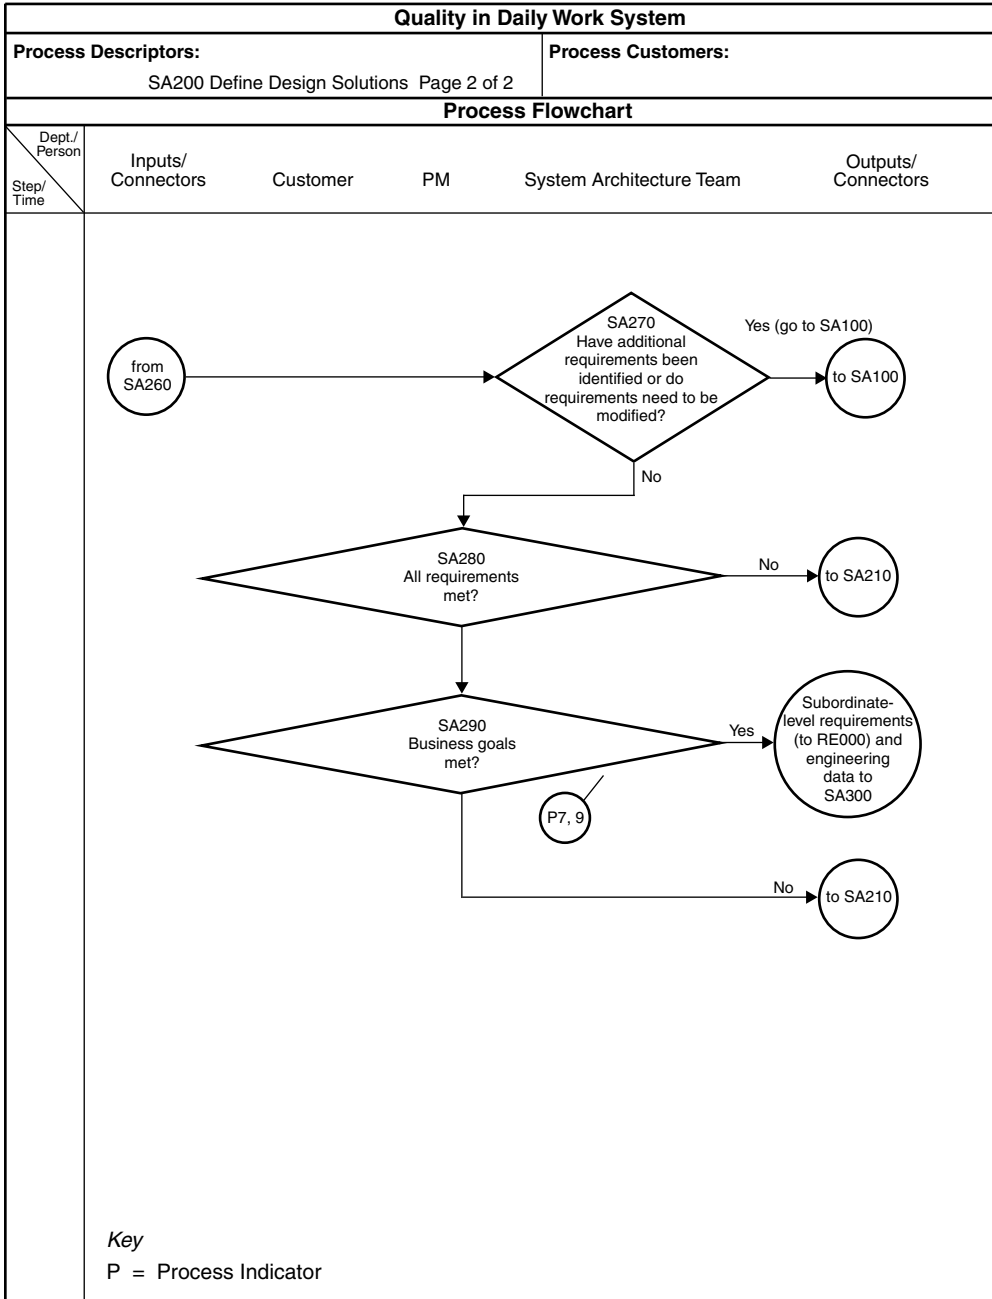 Quality in Daily Work System
Process Descriptors:
SA200 Define Design Solutions Page 2 of 2
Process Customers:
Process Flowchart
Dept./
Person
Step/
Time
Inputs/
Connectors
Customer
PM
System Architecture Team
Outputs/
Connectors
from
SA260
SA270
Have additional
requirements been
identified or do
requirements need to be
modified?
Yes (go to SA100)
to SA100
No
SA280
All requirements
met?
No
to SA210
SA290
Business goals
met?
Yes
Subordinate-
level requirements
(to RE000) and
engineering
data to
SA300
P7, 9
No
to SA210
Key
P = Process Indicator